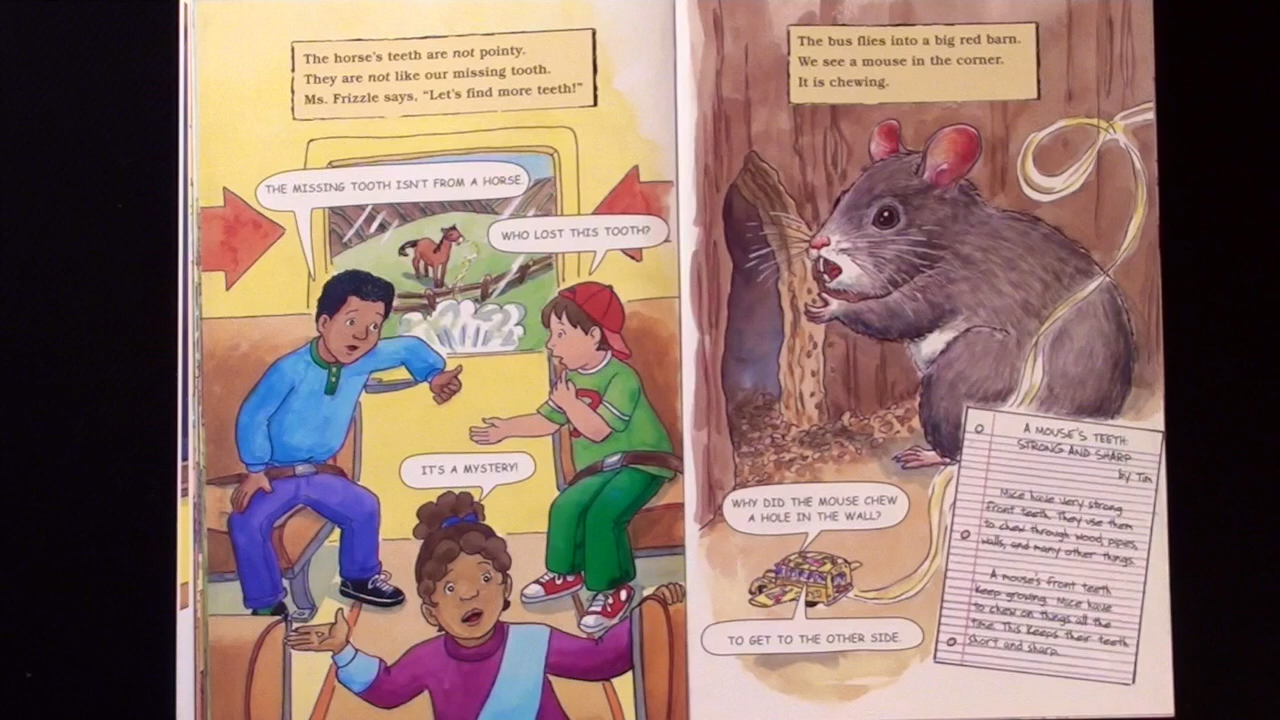 The horse's teeth are not pointy.
They are not like our missing tooth.
Ms. Frizzle says, "Let's find more teeth!"
THE MISSING TOOTH ISN'T FROM A HORSE.
WHO LOST THIS TOOTH?
IT'S A MYSTERY!
The bus flies into a big red barn.
We see a mouse in the corner.
It is chewing.
WHY DID THE MOUSE CHEW
A HOLE IN THE WALL?
TO GET TO THE OTHER SIDE.
A MOUSE'S TEETH:
STRONG AND SHARP
by Tim
Mice have very strong
front teeth. They use them
to chew through wood, pipes,
walls, and many other things.
A mouse's front teeth
keep growing. Mice have
to chew on things all the
time. This keeps their teeth
short and sharp.